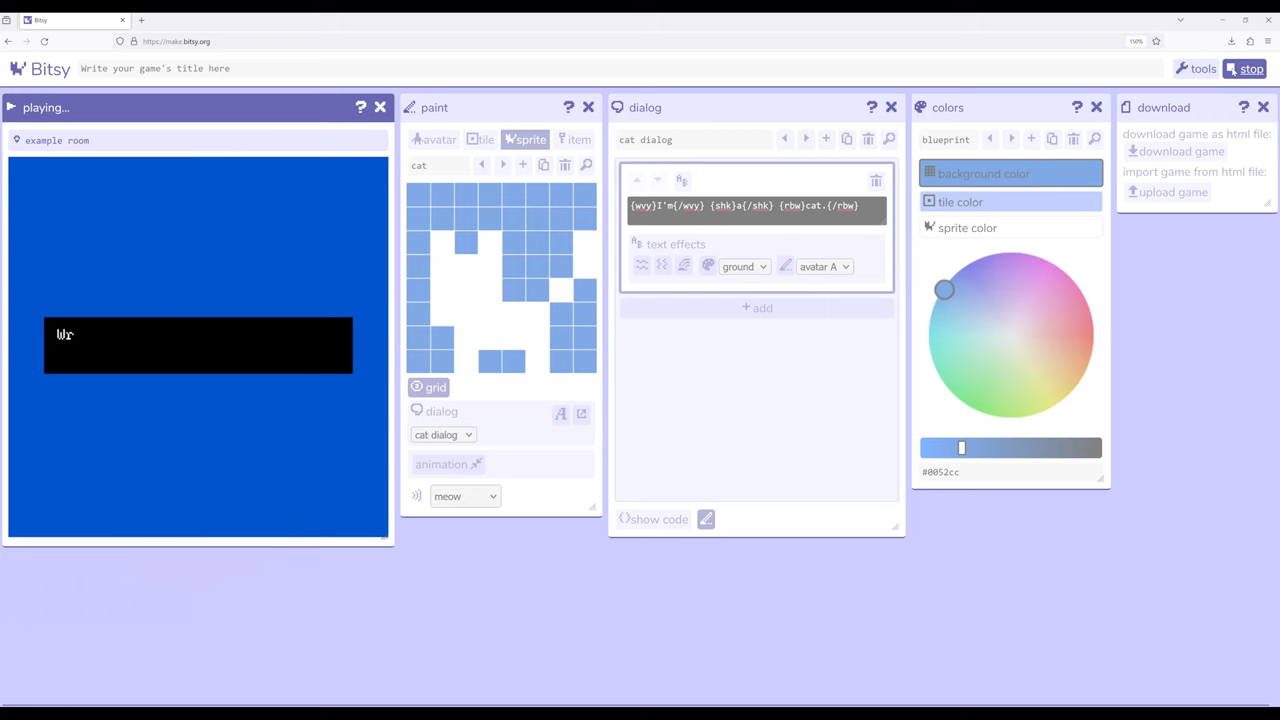 Bitsy
https://make.bitsy.org
150%
Bitsy
Write your game's title here
tools
stop
playing...
?
example room
Wr
paint
?
avatar
tile
sprite
item
cat
grid
dialog
A
cat dialog
animation
meow
dialog
?
cat dialog
{wvy}I'm{/wvy} {shk}a{/shk} {rbw}cat.{/rbw}
text effects
ground
avatar A
+ add
show code
colors
?
blueprint
background color
tile color
sprite color
#0052cc
download
?
download game as html file:
download game
import game from html file:
upload game